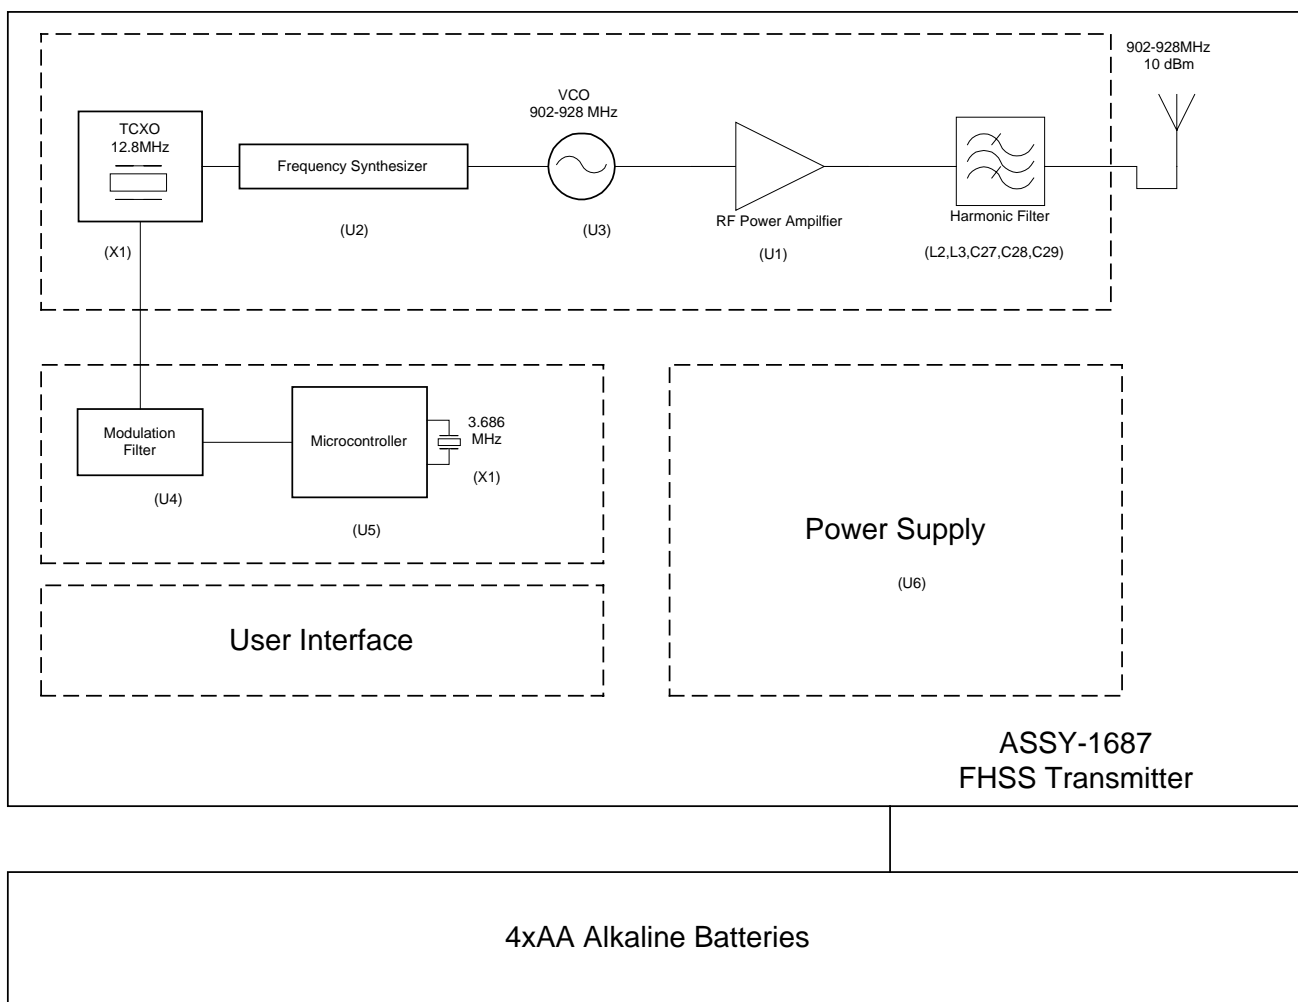 902-928MHz
10 dBm
VCO
902-928 MHz
TCXO
12.8MHz
Frequency Synthesizer
RF Power Ampilfier
Harmonic Filter
(X1)
(U2)
(U3)
(U1)
(L2,L3,C27,C28,C29)
Modulation
Filter
Microcontroller
3.686
MHz
(X1)
(U4)
(U5)
Power Supply
(U6)
User Interface
ASSY-1687
FHSS Transmitter
4xAA Alkaline Batteries